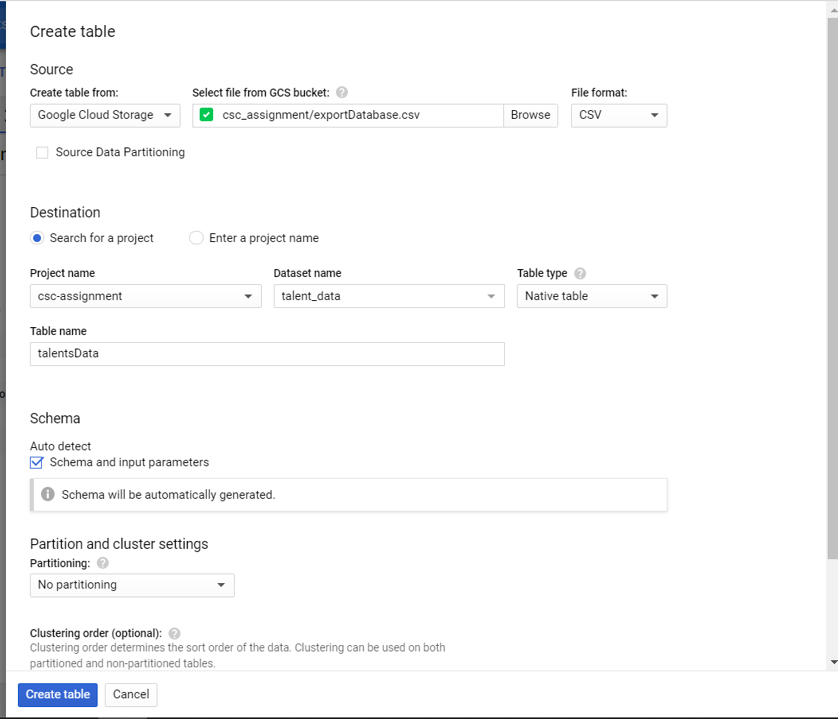 Create table
Source
Create table from:
Select file from GCS bucket:
File format:
Google Cloud Storage
csc_assignment/exportDatabase.csv
Browse
CSV
Source Data Partitioning
Destination
Search for a project
Enter a project name
Project name
Dataset name
Table type
csc-assignment
talent_data
Native table
Table name
talentsData
Schema
Auto detect
Schema and input parameters
Schema will be automatically generated.
Partition and cluster settings
Partitioning:
No partitioning
Clustering order (optional):
Clustering order determines the sort order of the data. Clustering can be used on both
partitioned and non-partitioned tables.
Create table
Cancel